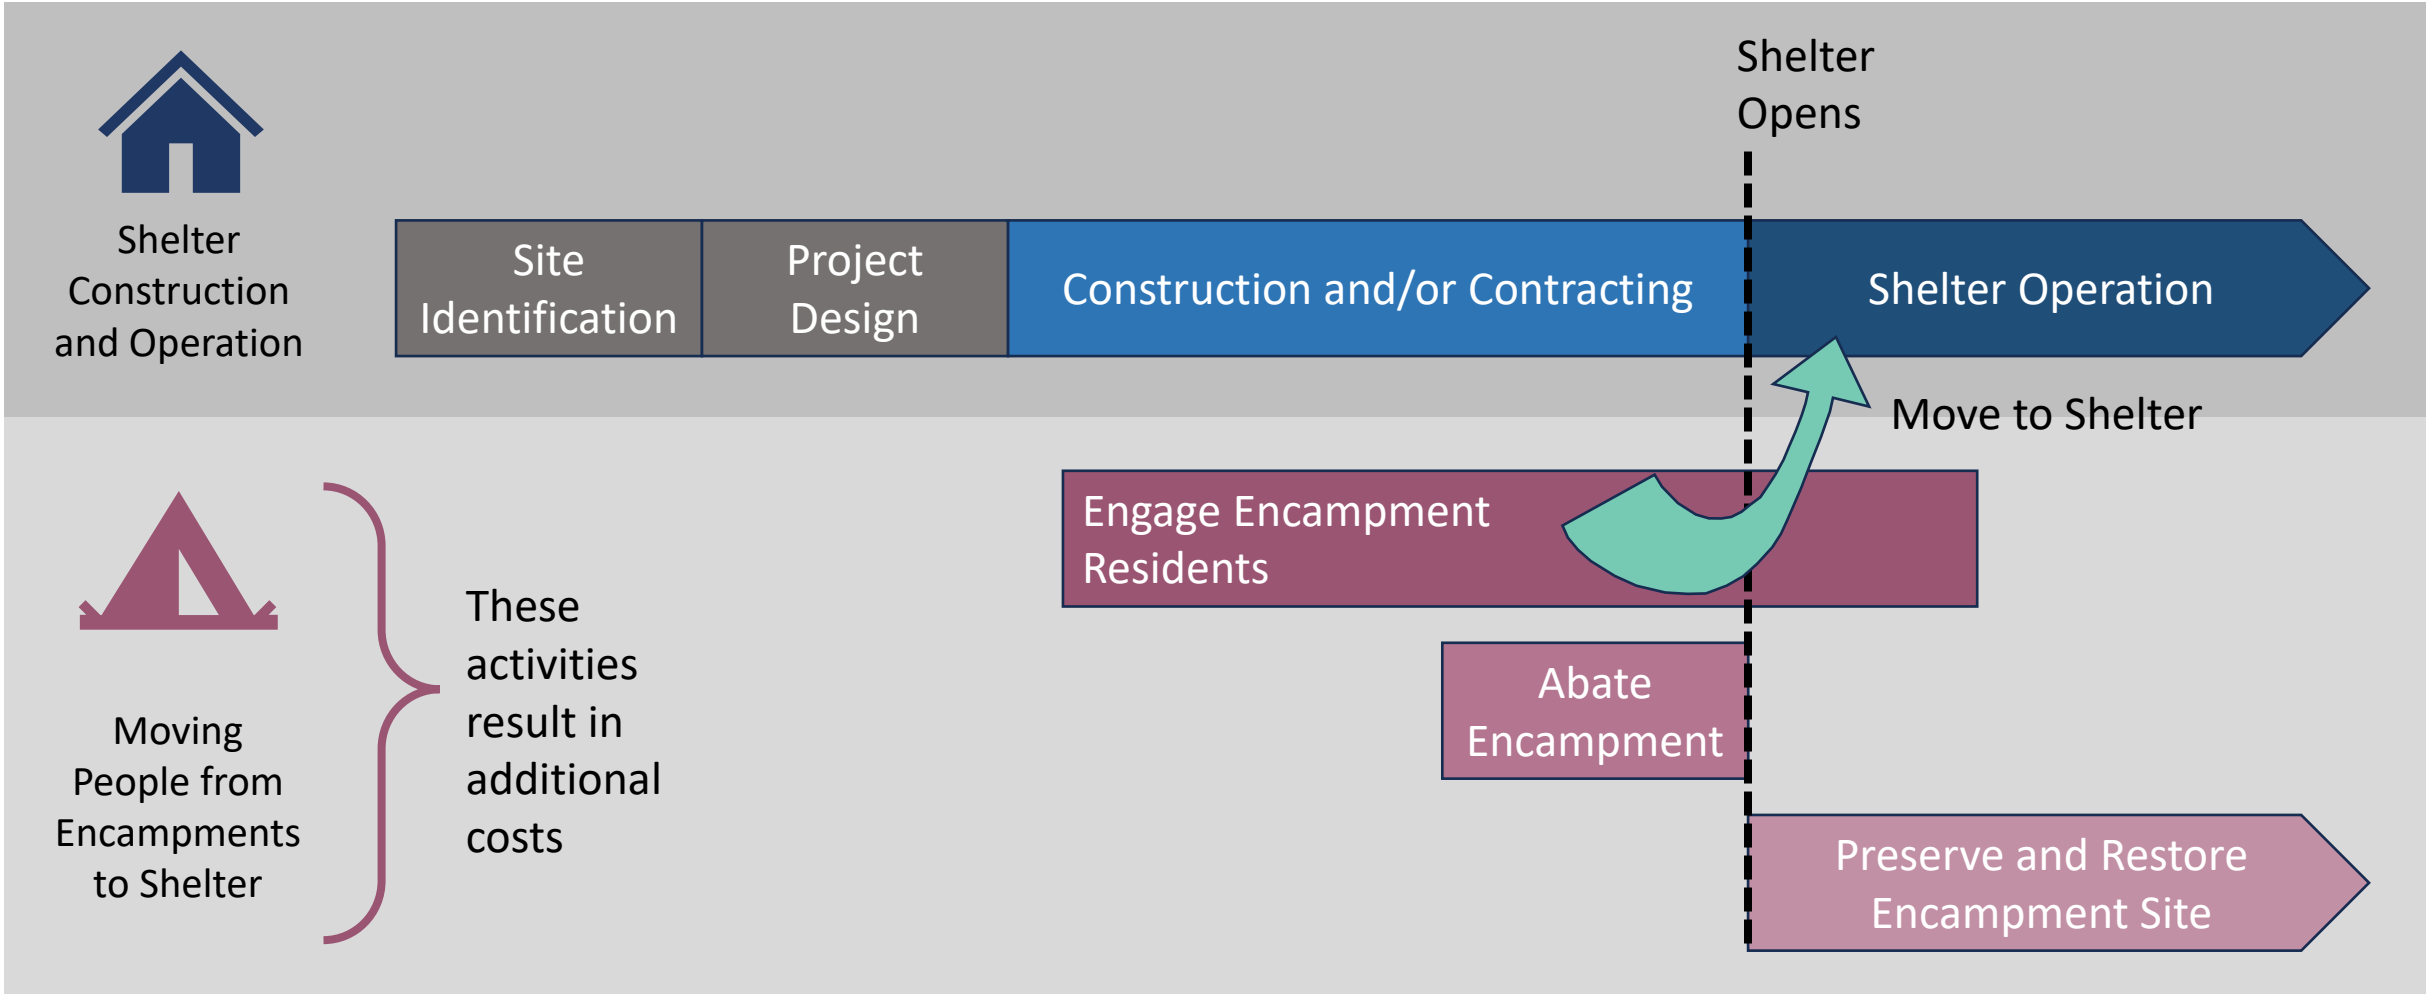 Shelter
Opens
Shelter
Construction
and Operation
Site
Identification
Project
Design
Construction and/or Contracting
Shelter Operation
Move to Shelter
Moving
People from
Encampments
to Shelter
These
activities
result in
additional
costs
Engage Encampment
Residents
Abate
Encampment
Preserve and Restore
Encampment Site